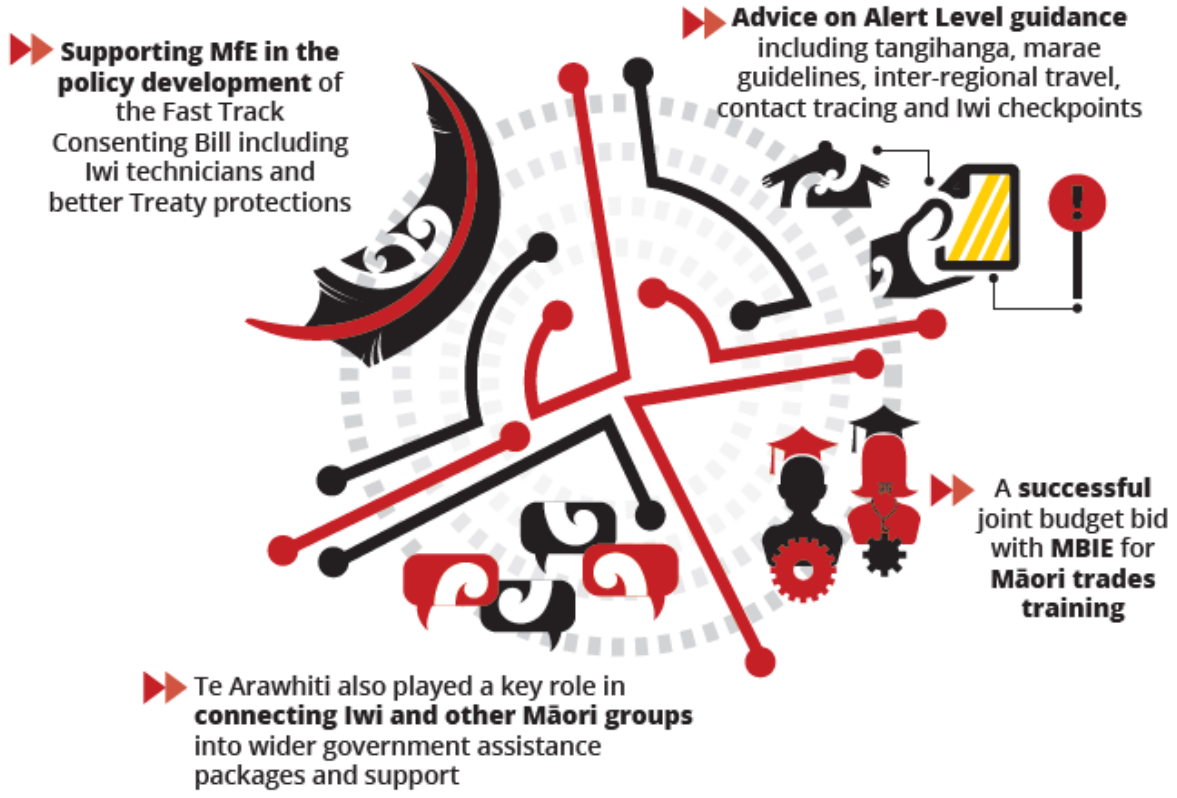 Supporting MfE in the
policy development of
the Fast Track
Consenting Bill including
Iwi technicians and
better Treaty protections
Advice on Alert Level guidance
including tangihanga, marae
guidelines, inter-regional travel,
contact tracing and Iwi checkpoints
!
A successful
joint budget bid
with MBIE for
Māori trades
training
Te Arawhiti also played a key role in
connecting Iwi and other Māori groups
into wider government assistance
packages and support